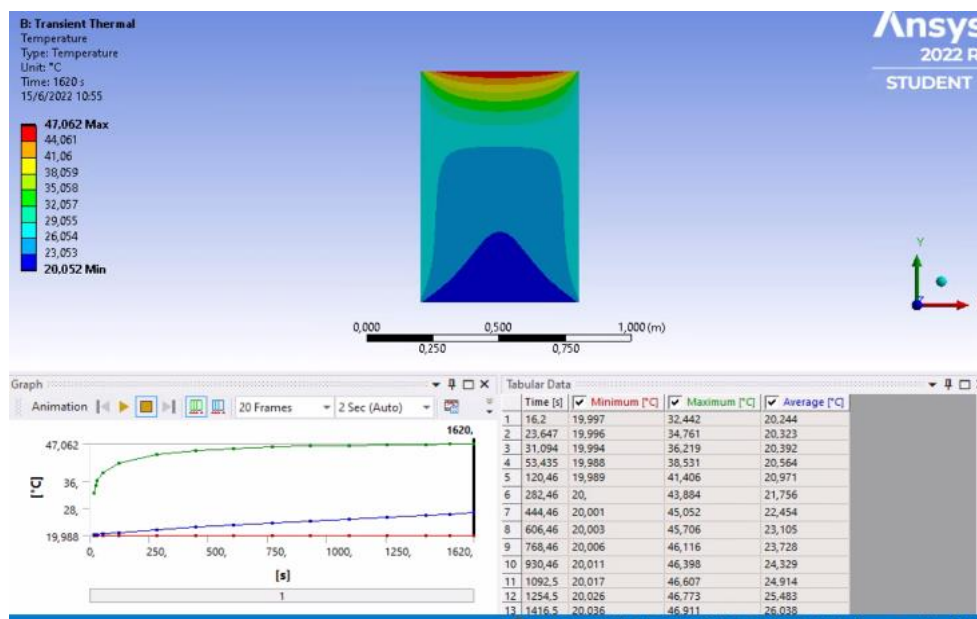 B: Transient Thermal
Temperature
Type: Temperature
Unit: °C
Time: 1620 s
15/6/2022 10:55
47,062 Max
44,061
41,06
38,059
35,058
32,057
29,055
26,054
23,053
20,052 Min
Ansys
2022 R
STUDENT
Y
0,000 0,500 1,000 (m)
0,250 0,750
Graph
Animation 20 Frames 2 Sec (Auto)
1620,
47,062
36,
28,
19,988
[°C]
0, 250, 500, 750, 1000, 1250, 1620,
[s]
1
Tabular Data
Time [s] Minimum [°C] Maximum [°C] Average [°C]
1 16,2 19,997 32,442 20,244
2 23,647 19,996 34,761 20,323
3 31,094 19,994 36,219 20,392
4 53,435 19,988 38,531 20,564
5 120,46 19,989 41,406 20,971
6 282,46 20, 43,884 21,756
7 444,46 20,001 45,052 22,454
8 606,46 20,003 45,706 23,105
9 768,46 20,006 46,116 23,728
10 930,46 20,011 46,398 24,329
11 1092,5 20,017 46,607 24,914
12 1254,5 20,026 46,773 25,483
13 1416,5 20,036 46,911 26,038